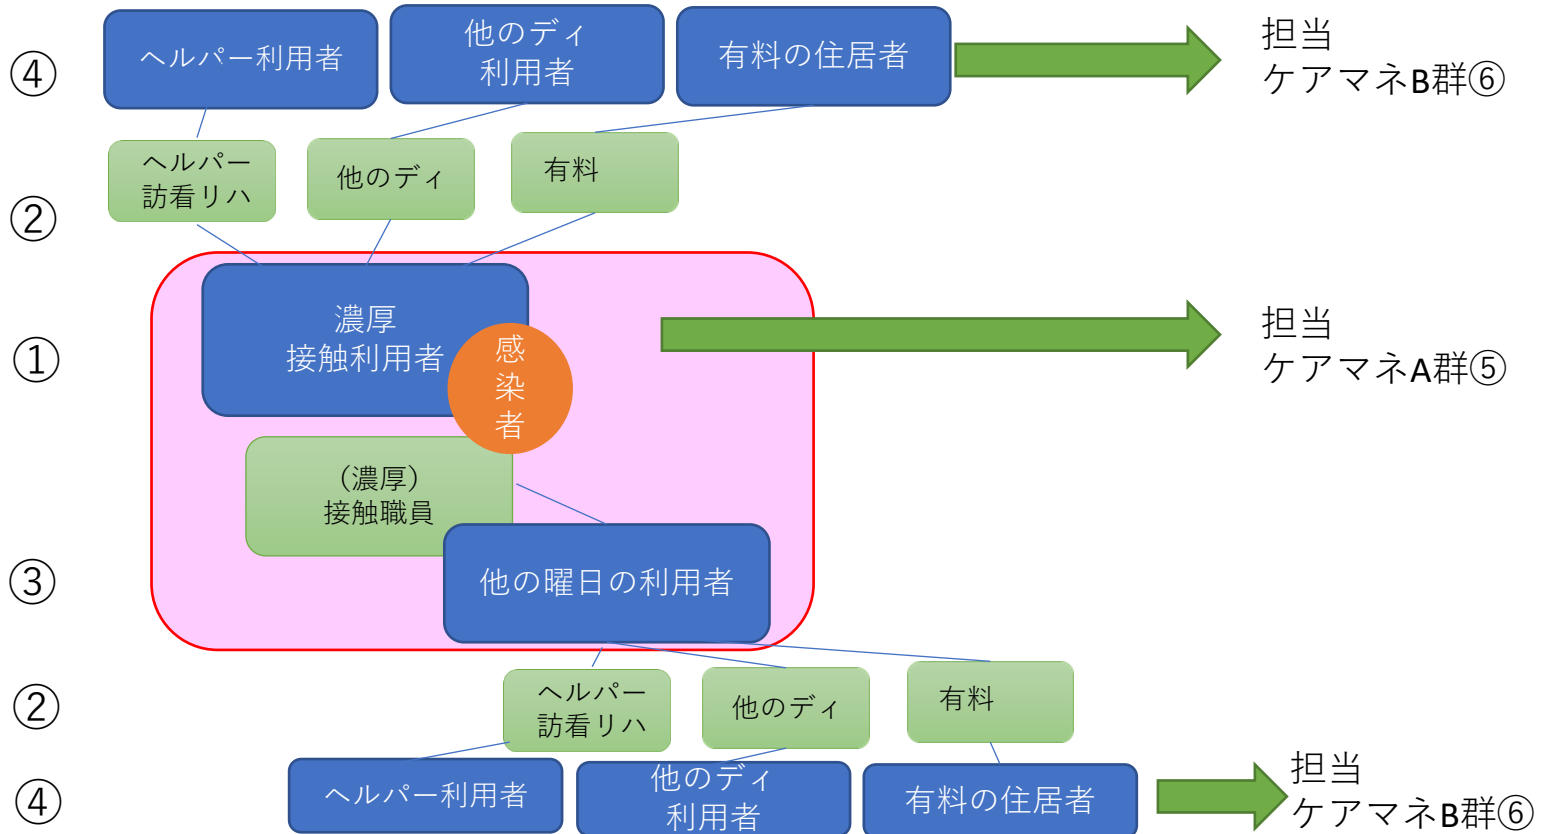 ④
ヘルパー利用者
他のディ
利用者
有料の住居者
担当
ケアマネB群⑥
②
ヘルパー
訪看リハ
他のディ
有料
①
濃厚
接触利用者
感
染
者
担当
ケアマネA群⑤
（濃厚）
接触職員
③
他の曜日の利用者
②
ヘルパー
訪看リハ
他のディ
有料
④
ヘルパー利用者
他のディ
利用者
有料の住居者
担当
ケアマネB群⑥